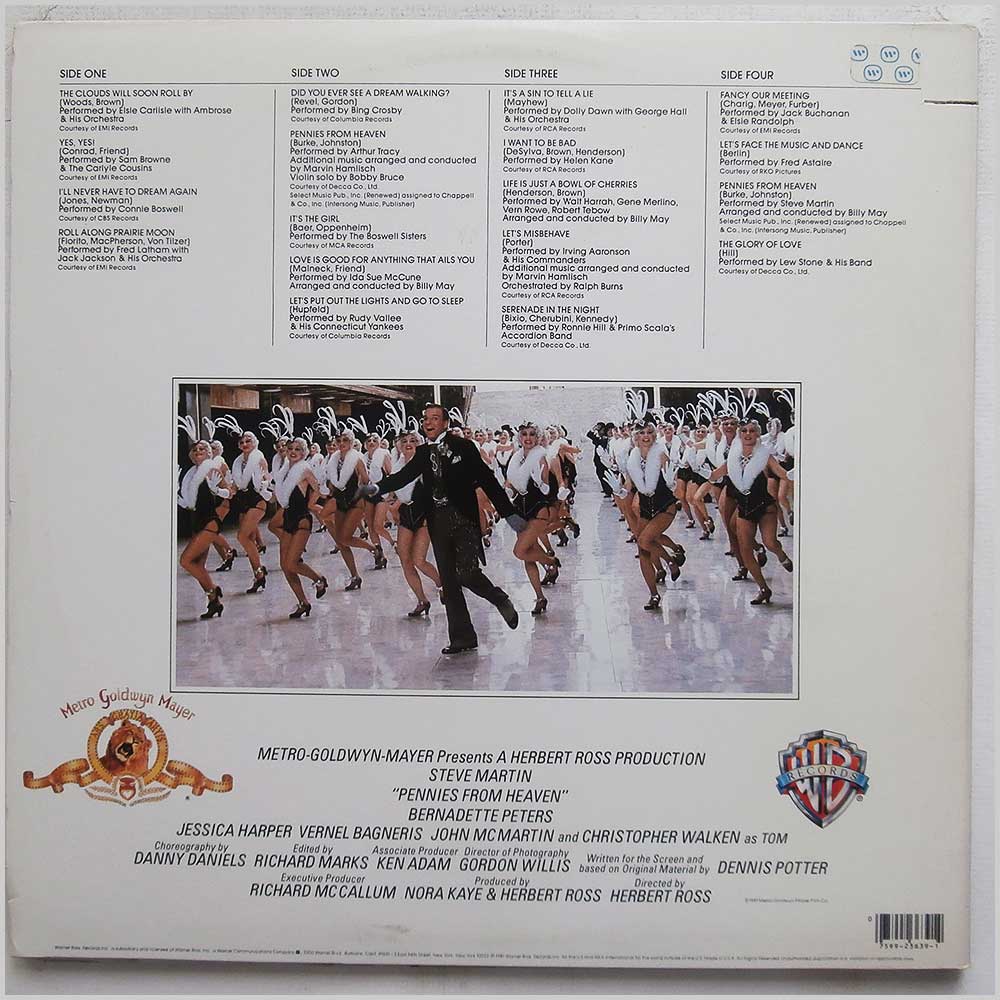 SIDE ONE
THE CLOUDS WILL SOON ROLL BY
(Woods, Brown)
Performed by Elsie Carlisle with Ambrose
& His Orchestra
Courtesy of EMI Records
YES, YES!
(Conrad, Friend)
Performed by Sam Browne
& The Carlyle Cousins
Courtesy of EMI Records
I'LL NEVER HAVE TO DREAM AGAIN
(Jones, Newman)
Performed by Connie Boswell
Courtesy of CBS Records
ROLL ALONG PRAIRIE MOON
(Fiorito, MacPherson, Von Tilzer)
Performed by Fred Latham with
Jack Jackson & His Orchestra
Courtesy of EMI Records
SIDE TWO
DID YOU EVER SEE A DREAM WALKING?
(Revel, Gordon)
Performed by Bing Crosby
Courtesy of Columbia Records
PENNIES FROM HEAVEN
(Burke, Johnston)
Performed by Arthur Tracy
Additional music arranged and conducted
by Marvin Hamlisch
Violin solo by Bobby Bruce
Courtesy of Decca Co., Ltd.
Select Music Pub., Inc. (Renewed) assigned to Chappell
& Co., Inc. (Intersong Music, Publisher)
IT'S THE GIRL
(Baer, Oppenheim)
Performed by The Boswell Sisters
Courtesy of MCA Records
LOVE IS GOOD FOR ANYTHING THAT AILS YOU
(Malneck, Friend)
Performed by Ida Sue McCune
Arranged and conducted by Billy May
LET'S PUT OUT THE LIGHTS AND GO TO SLEEP
(Hupfeld)
Performed by Rudy Vallee
& His Connecticut Yankees
Courtesy of Columbia Records
SIDE THREE
IT'S A SIN TO TELL A LIE
(Mayhew)
Performed by Dolly Dawn with George Hall
& His Orchestra
Courtesy of RCA Records
I WANT TO BE BAD
(DeSylva, Brown, Henderson)
Performed by Helen Kane
Courtesy of RCA Records
LIFE IS JUST A BOWL OF CHERRIES
(Henderson, Brown)
Performed by Walt Harrah, Gene Merlino,
Vern Rowe, Robert Tebow
Arranged and conducted by Billy May
LET'S MISBEHAVE
(Porter)
Performed by Irving Aaronson
& His Commanders
Additional music arranged and conducted
by Marvin Hamlisch
Orchestrated by Ralph Burns
Courtesy of RCA Records
SERENADE IN THE NIGHT
(Bixio, Cherubini, Kennedy)
Performed by Ronnie Hill & Primo Scala's
Accordion Band
Courtesy of Decca Co., Ltd.
SIDE FOUR
FANCY OUR MEETING
(Charig, Meyer, Furber)
Performed by Jack Buchanan
& Elsie Randolph
Courtesy of EMI Records
LET'S FACE THE MUSIC AND DANCE
(Berlin)
Performed by Fred Astaire
Courtesy of RKO Pictures
PENNIES FROM HEAVEN
(Burke, Johnston)
Performed by Steve Martin
Arranged and conducted by Billy May
Select Music Pub., Inc. (Renewed) assigned to Chappell
& Co., Inc. (Intersong Music, Publisher)
THE GLORY OF LOVE
(Hill)
Performed by Lew Stone & His Band
Courtesy of Decca Co., Ltd.
Metro Goldwyn Mayer
METRO-GOLDWYN-MAYER Presents A HERBERT ROSS PRODUCTION
STEVE MARTIN
"PENNIES FROM HEAVEN"
BERNADETTE PETERS
JESSICA HARPER VERNEL BAGNERIS JOHN McMARTIN and CHRISTOPHER WALKEN as TOM
Choreography by DANNY DANIELS Edited by RICHARD MARKS Associate Producer KEN ADAM Director of Photography GORDON WILLIS Written for the Screen and based on Original Material by DENNIS POTTER
Executive Producer RICHARD McCALLUM Produced by NORA KAYE & HERBERT ROSS Directed by HERBERT ROSS
WB RECORDS
0 7599-23639-1